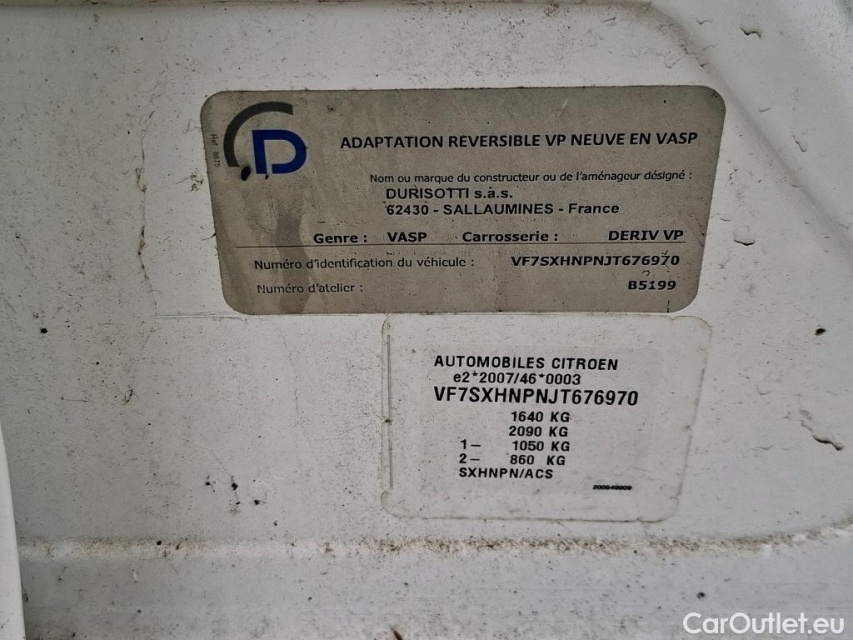 D
ADAPTATION REVERSIBLE VP NEUVE EN VASP
Nom ou marque du constructeur ou de l'aménageur désigné :
DURISOTTI s.a.s.
62430 - SALLAUMINES - France
Genre : VASP Carrosserie : DERIV VP
Numéro d'identification du véhicule : VF7SXHNPNJT676970
Numéro d'atelier : B5199
AUTOMOBILES CITROEN
e2*2007/46*0003
VF7SXHNPNJT676970
1640 KG
2090 KG
1- 1050 KG
2- 860 KG
SXHNPN/ACS
CarOutlet.eu